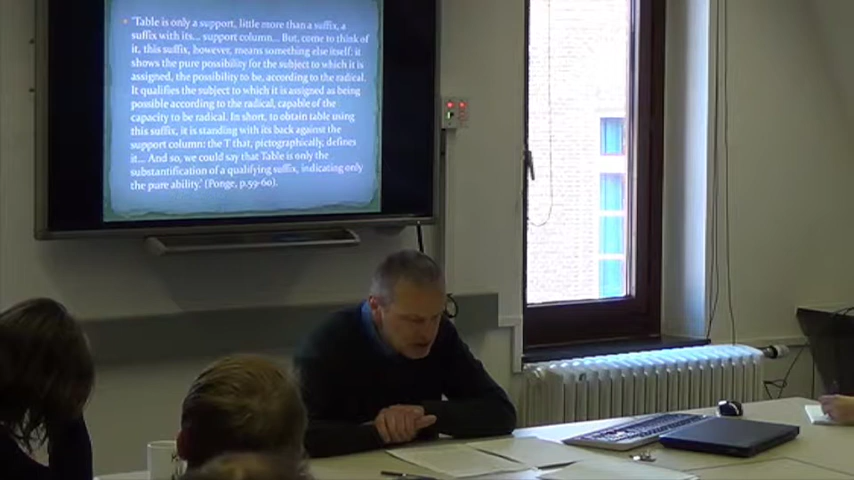 • 'Table is only a support, little more than a suffix, a
suffix with its... support column... But, come to think of
it, this suffix, however, means something else itself: it
shows the pure possibility for the subject to which it is
assigned, the possibility to be, according to the radical.
It qualifies the subject to which it is assigned as being
possible according to the radical, capable of the
capacity to be radical. In short, to obtain table using
this suffix, it is standing with its back against the
support column: the T that, pictographically, defines
it... And so, we could say that Table is only the
substantification of a qualifying suffix, indicating only
the pure ability.' (Ponge, p.59-60).